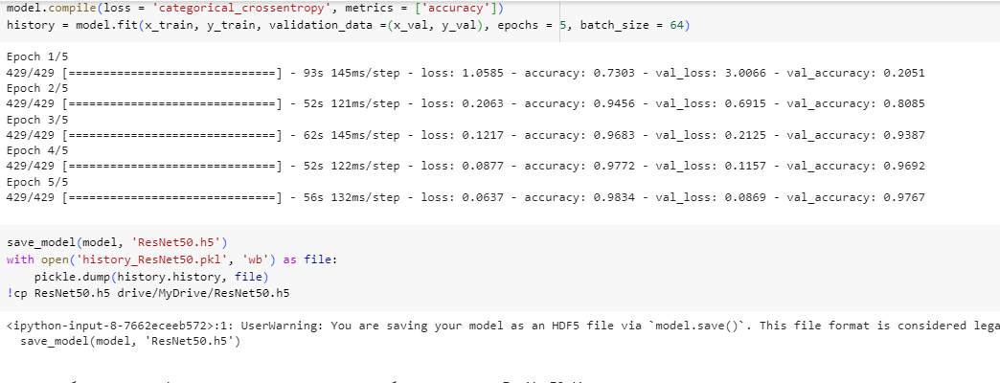 model.compile(loss = 'categorical_crossentropy', metrics = ['accuracy'])
history = model.fit(x_train, y_train, validation_data =(x_val, y_val), epochs = 5, batch_size = 64)
Epoch 1/5
429/429 [==============================] - 93s 145ms/step - loss: 1.0585 - accuracy: 0.7303 - val_loss: 3.0066 - val_accuracy: 0.2051
Epoch 2/5
429/429 [==============================] - 52s 121ms/step - loss: 0.2063 - accuracy: 0.9456 - val_loss: 0.6915 - val_accuracy: 0.8085
Epoch 3/5
429/429 [==============================] - 62s 145ms/step - loss: 0.1217 - accuracy: 0.9683 - val_loss: 0.2125 - val_accuracy: 0.9387
Epoch 4/5
429/429 [==============================] - 52s 122ms/step - loss: 0.0877 - accuracy: 0.9772 - val_loss: 0.1157 - val_accuracy: 0.9692
Epoch 5/5
429/429 [==============================] - 56s 132ms/step - loss: 0.0637 - accuracy: 0.9834 - val_loss: 0.0869 - val_accuracy: 0.9767
save_model(model, 'ResNet50.h5')
with open('history_ResNet50.pkl', 'wb') as file:
    pickle.dump(history.history, file)
!cp ResNet50.h5 drive/MyDrive/ResNet50.h5
<ipython-input-8-7662eceeb572>:1: UserWarning: You are saving your model as an HDF5 file via `model.save()`. This file format is considered lega
  save_model(model, 'ResNet50.h5')